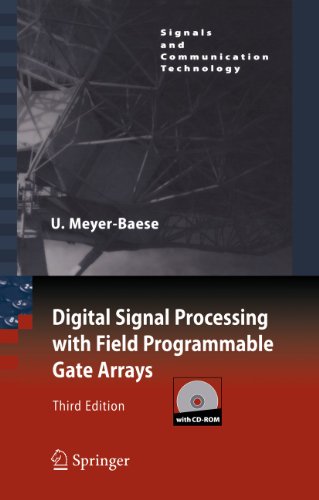 Signals
and
Communication
Technology
U. Meyer-Baese
Digital Signal Processing
with Field Programmable
Gate Arrays
Third Edition
with CD-ROM
Springer